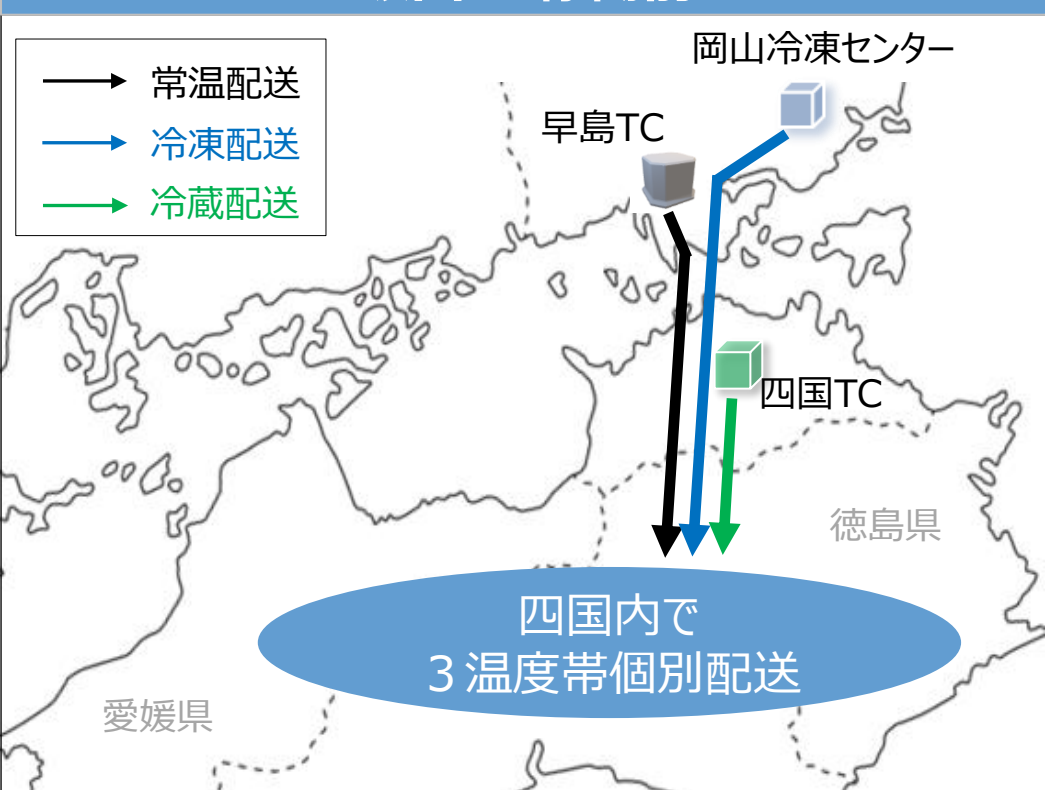 岡山冷凍センター
常温配送
早島TC
冷凍配送
冷蔵配送
四国TC
徳島県
四国内で
３温度帯個別配送
愛媛県